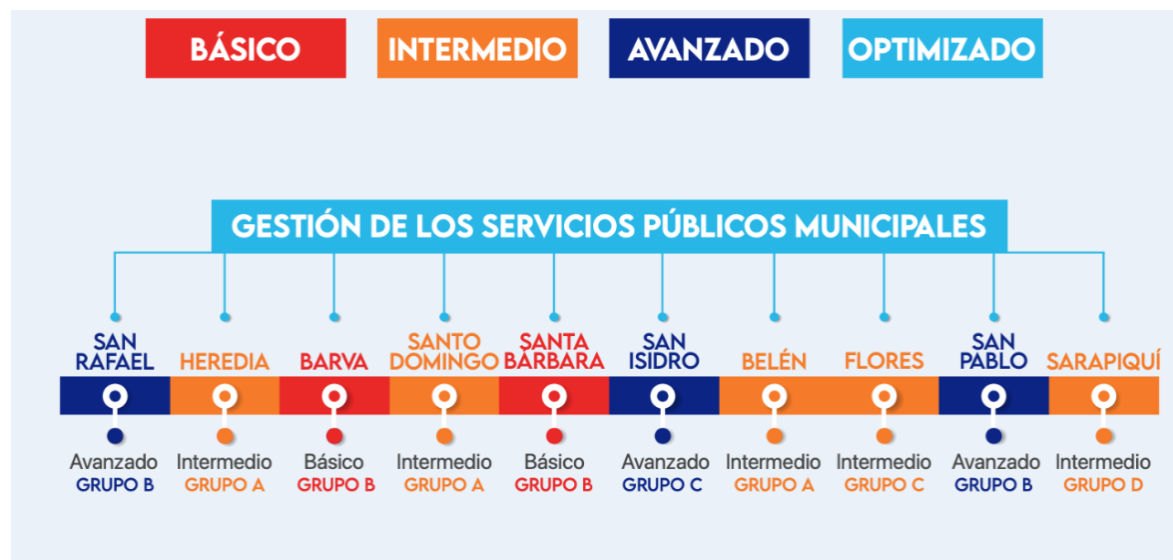 BÁSICO
INTERMEDIO
AVANZADO
OPTIMIZADO
GESTIÓN DE LOS SERVICIOS PÚBLICOS MUNICIPALES
SAN
RAFAEL
HEREDIA
BARVA
SANTO
DOMINGO
SANTA
BÁRBARA
SAN
ISIDRO
BELÉN
FLORES
SAN
PABLO
SARAPIQUÍ
Avanzado
GRUPO B
Intermedio
GRUPO A
Básico
GRUPO B
Intermedio
GRUPO A
Básico
GRUPO B
Avanzado
GRUPO C
Intermedio
GRUPO A
Intermedio
GRUPO C
Avanzado
GRUPO B
Intermedio
GRUPO D